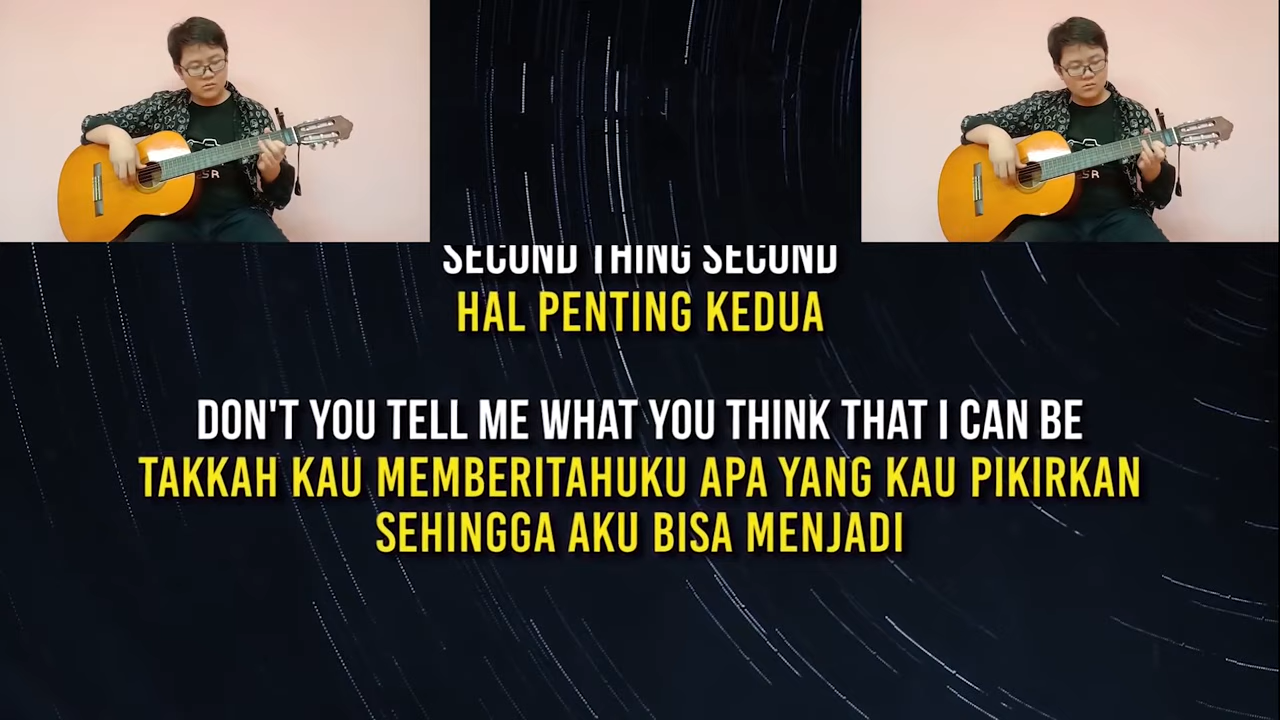 SECOND THING SECOND
HAL PENTING KEDUA
DON'T YOU TELL ME WHAT YOU THINK THAT I CAN BE
TAKKAH KAU MEMBERITAHUKU APA YANG KAU PIKIRKAN
SEHINGGA AKU BISA MENJADI